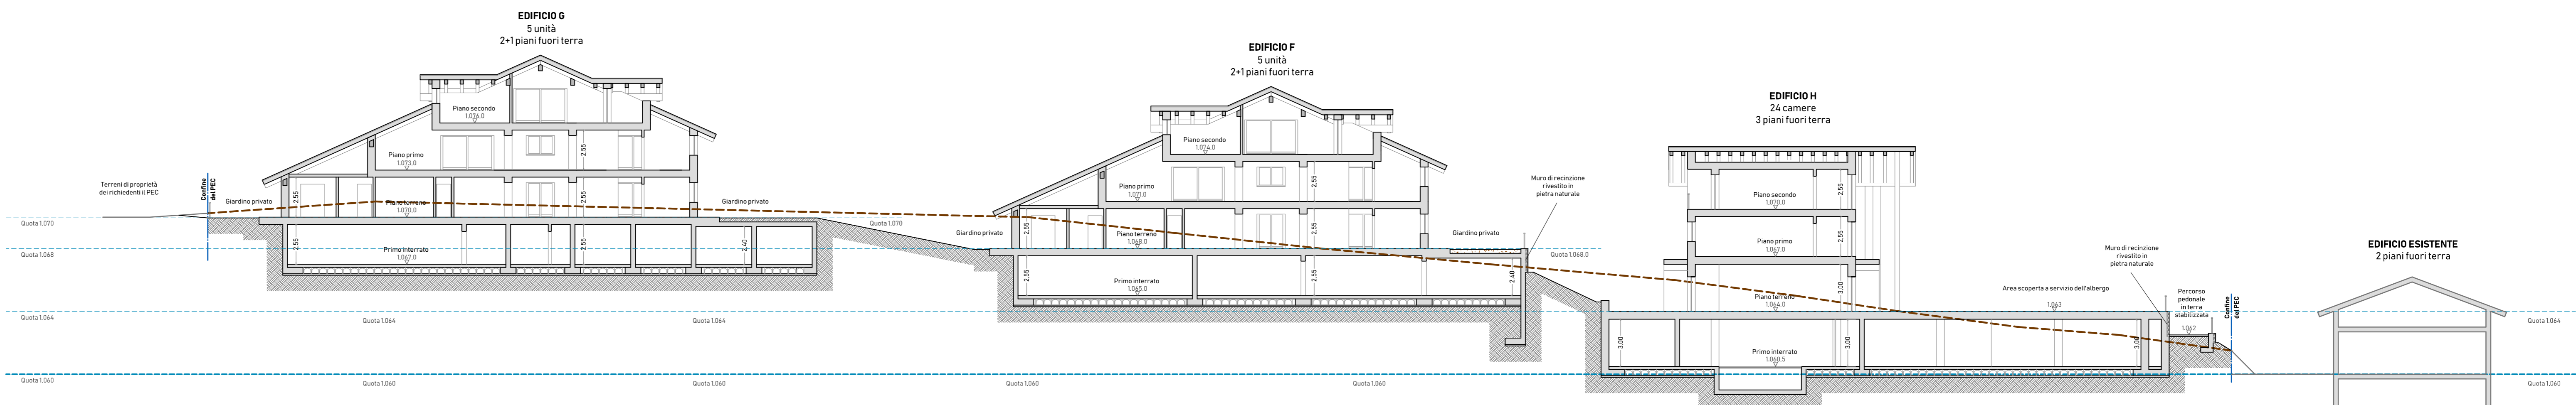 EDIFICIO G
5 unità
2+1 piani fuori terra
Piano secondo
1.076.0
Piano primo
1.073.0
2.55
Terreni di proprietà
dei richiedenti il PEC
Confine
del PEC
Giardino privato
2.55
Piano terreno
1.070.0
2.55
Giardino privato
Quota 1.070
Quota 1.070
Primo interrato
1.067.0
2.55
2.55
2.40
Quota 1.068
Quota 1.064
Quota 1.064
Quota 1.064
Quota 1.060
Quota 1.060
Quota 1.060
EDIFICIO F
5 unità
2+1 piani fuori terra
Piano secondo
1.074.0
Piano primo
1.071.0
2.55
Giardino privato
2.55
Piano terreno
1.068.0
2.55
Giardino privato
Muro di recinzione
rivestito in
pietra naturale
Quota 1.068.0
Primo interrato
1.065.0
2.55
2.55
2.40
Quota 1.060
Quota 1.060
EDIFICIO H
24 camere
3 piani fuori terra
Piano secondo
1.070.0
2.55
Piano primo
1.067.0
2.55
Piano terreno
1.064.0
3.00
Area scoperta a servizio dell'albergo
1.063
Primo interrato
1.060.5
3.00
3.00
3.00
Muro di recinzione
rivestito in
pietra naturale
Percorso
pedonale
in terra
stabilizzata
1.062
Confine
del PEC
EDIFICIO ESISTENTE
2 piani fuori terra
Quota 1.064
Quota 1.060